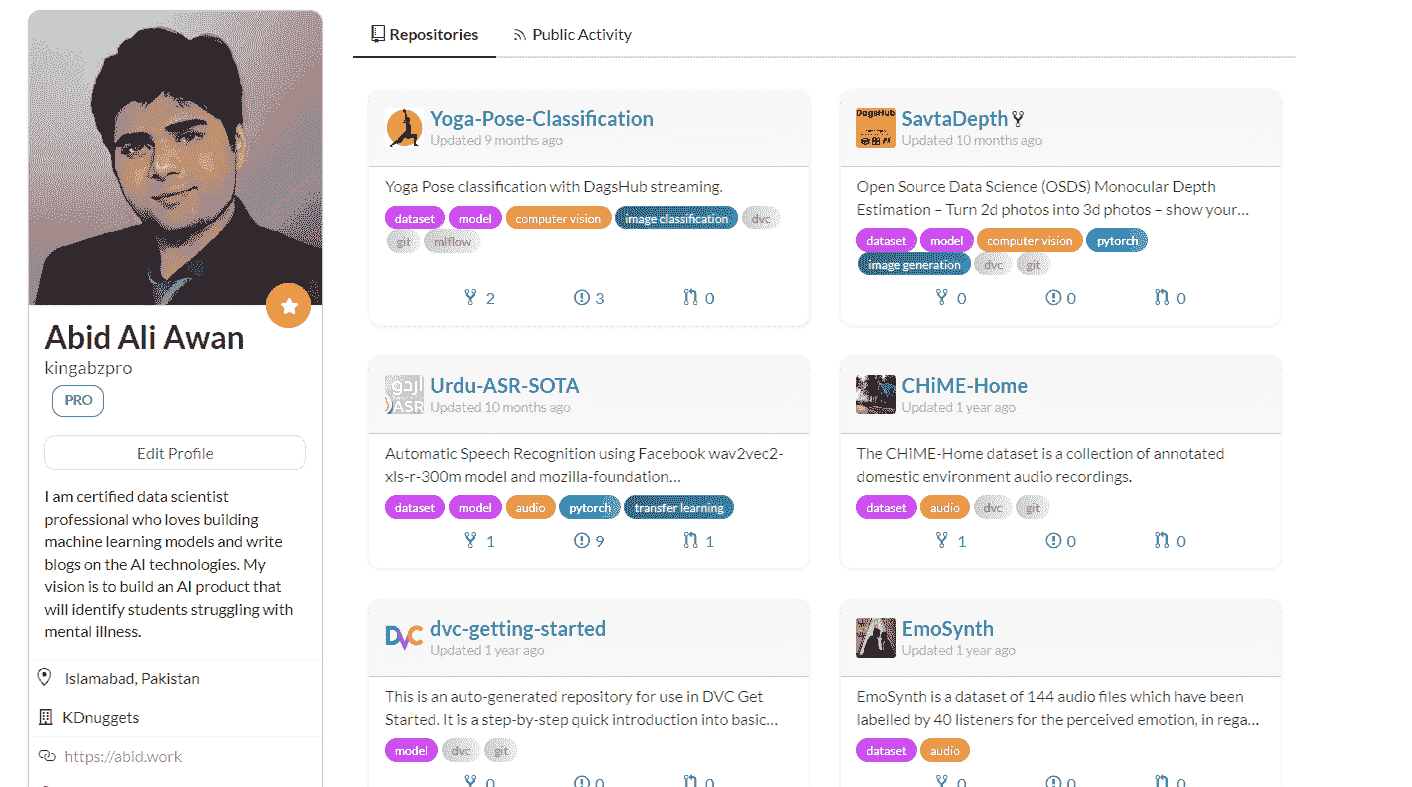 Repositories
Public Activity
Abid Ali Awan
kingabzpro
PRO
Edit Profile
I am certified data scientist
professional who loves building
machine learning models and write
blogs on the AI technologies. My
vision is to build an AI product that
will identify students struggling with
mental illness.
Islamabad, Pakistan
KDnuggets
https://abid.work
Yoga-Pose-Classification
Updated 9 months ago
Yoga Pose classification with DagsHub streaming.
dataset model computer vision image classification dvc
git mlflow
2 3 0
DagsHub
SavtaDepth
Updated 10 months ago
Open Source Data Science (OSDS) Monocular Depth
Estimation – Turn 2d photos into 3d photos – show your...
dataset model computer vision pytorch
image generation dvc git
0 0 0
ASR
Urdu-ASR-SOTA
Updated 10 months ago
Automatic Speech Recognition using Facebook wav2vec2-
xls-r-300m model and mozilla-foundation...
dataset model audio pytorch transfer learning
1 9 1
CHiME-Home
Updated 1 year ago
The CHiME-Home dataset is a collection of annotated
domestic environment audio recordings.
dataset audio dvc git
1 0 0
DVC
dvc-getting-started
Updated 1 year ago
This is an auto-generated repository for use in DVC Get
Started. It is a step-by-step quick introduction into basic...
model dvc git
0 0 0
EmoSynth
Updated 1 year ago
EmoSynth is a dataset of 144 audio files which have been
labelled by 40 listeners for the perceived emotion, in rega...
dataset audio
0 0 0